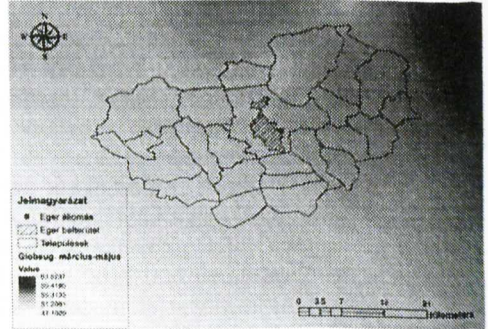 N
W E
S
Jelmagyarázat
Eger állomás
Eger belterület
Települések
Globsug március-május
Value
0 3.5 7 14 21
Kilometers